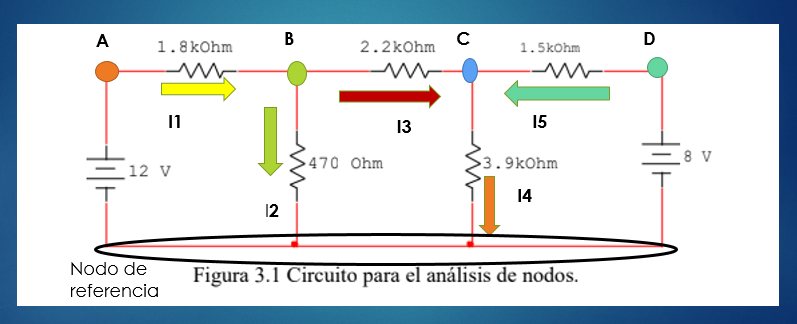 A
1.8kOhm
B
2.2kOhm
C
1.5kOhm
D
I1
I3
I5
12 V
470 Ohm
3.9kOhm
8 V
I2
I4
Nodo de
referencia
Figura 3.1 Circuito para el análisis de nodos.